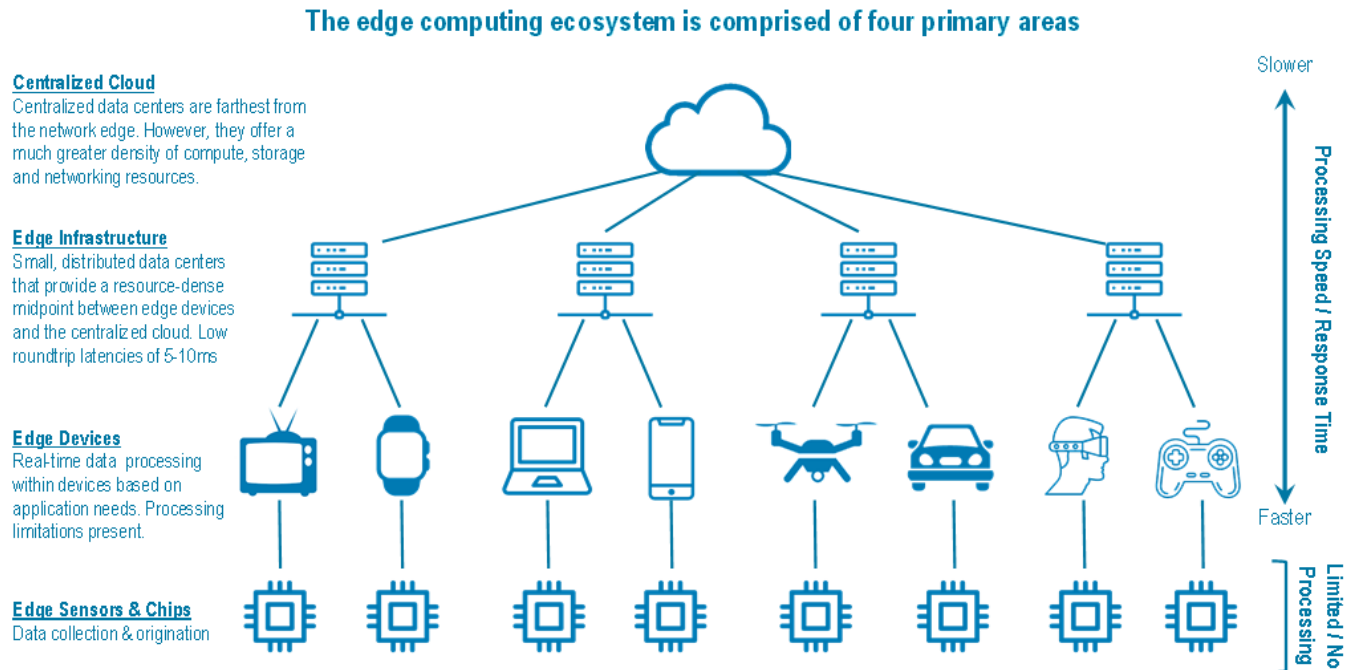 The edge computing ecosystem is comprised of four primary areas
Centralized Cloud
Centralized data centers are farthest from
the network edge. However, they offer a
much greater density of compute, storage
and networking resources.
Edge Infrastructure
Small, distributed data centers
that provide a resource-dense
midpoint between edge devices
and the centralized cloud. Low
roundtrip latencies of 5-10ms
Edge Devices
Real-time data processing
within devices based on
application needs. Processing
limitations present.
Edge Sensors & Chips
Data collection & origination
Slower
Processing Speed / Response Time
Faster
Limited / No
Processing